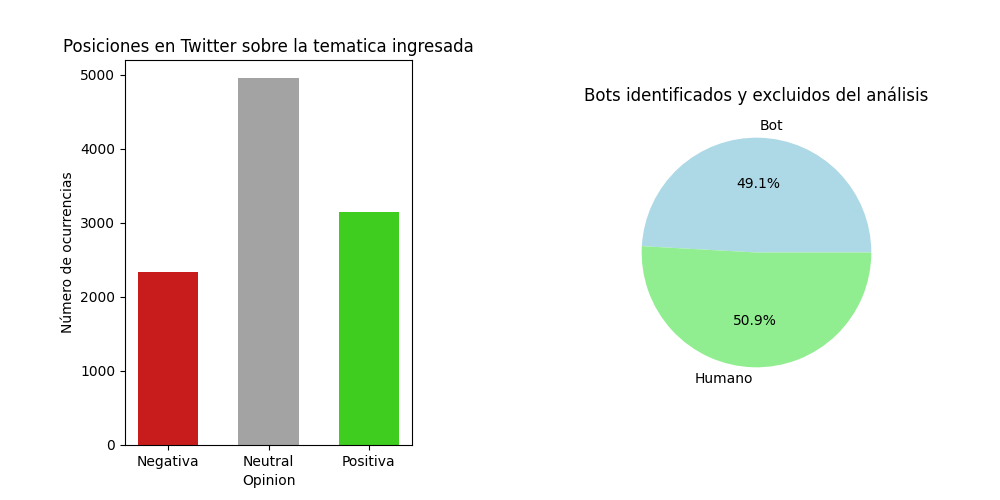 Posiciones en Twitter sobre la tematica ingresada
Número de ocurrencias
5000
4000
3000
2000
1000
0
Negativa
Neutral
Positiva
Opinion
Bots identificados y excluidos del análisis
Bot
49.1%
50.9%
Humano